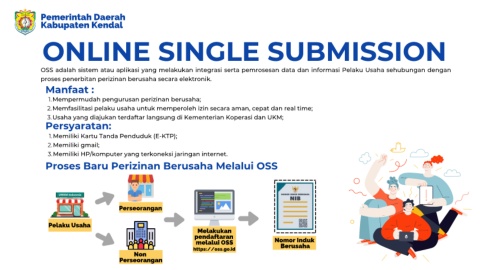 Pemerintah Daerah
Kabupaten Kendal
ONLINE SINGLE SUBMISSION
OSS adalah sistem atau aplikasi yang melakukan integrasi serta pemrosesan data dan informasi Pelaku Usaha sehubungan dengan
proses penerbitan perizinan berusaha secara elektronik.
Manfaat :
1. Mempermudah pengurusan perizinan berusaha;
2. Memfasilitasi pelaku usaha untuk memperoleh izin secara aman, cepat dan real time;
3. Usaha yang diajukan terdaftar langsung di Kementerian Koperasi dan UKM;
Persyaratan:
1. Memiliki Kartu Tanda Penduduk (E-KTP);
2. Memiliki gmail;
3. Memiliki HP/komputer yang terkoneksi jaringan internet.
Proses Baru Perizinan Berusaha Melalui OSS
Pelaku Usaha
Perseorangan
Non
Perseorangan
Melakukan
pendaftaran
melalui OSS
https://oss.go.id
NIB
Nomor Induk
Berusaha